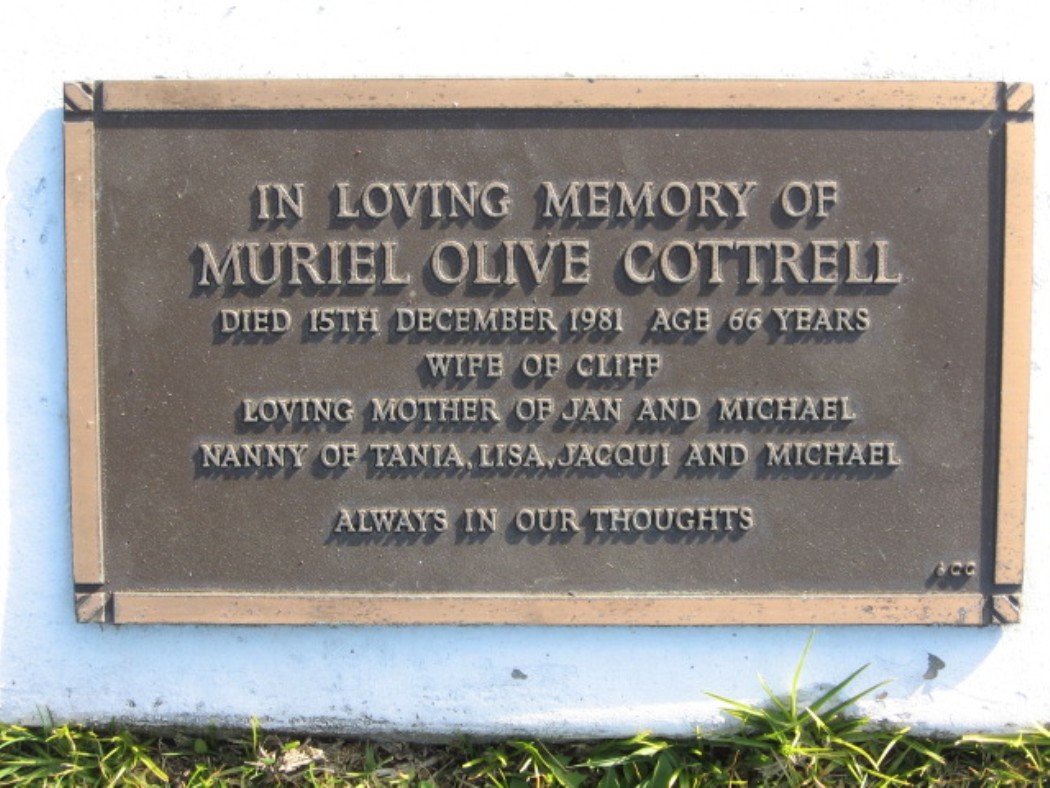 IN LOVING MEMORY OF
MURIEL OLIVE COTTRELL
DIED 15TH DECEMBER 1981 AGE 66 YEARS
WIFE OF CLIFF
LOVING MOTHER OF JAN AND MICHAEL
NANNY OF TANIA, LISA, JACQUI AND MICHAEL
ALWAYS IN OUR THOUGHTS